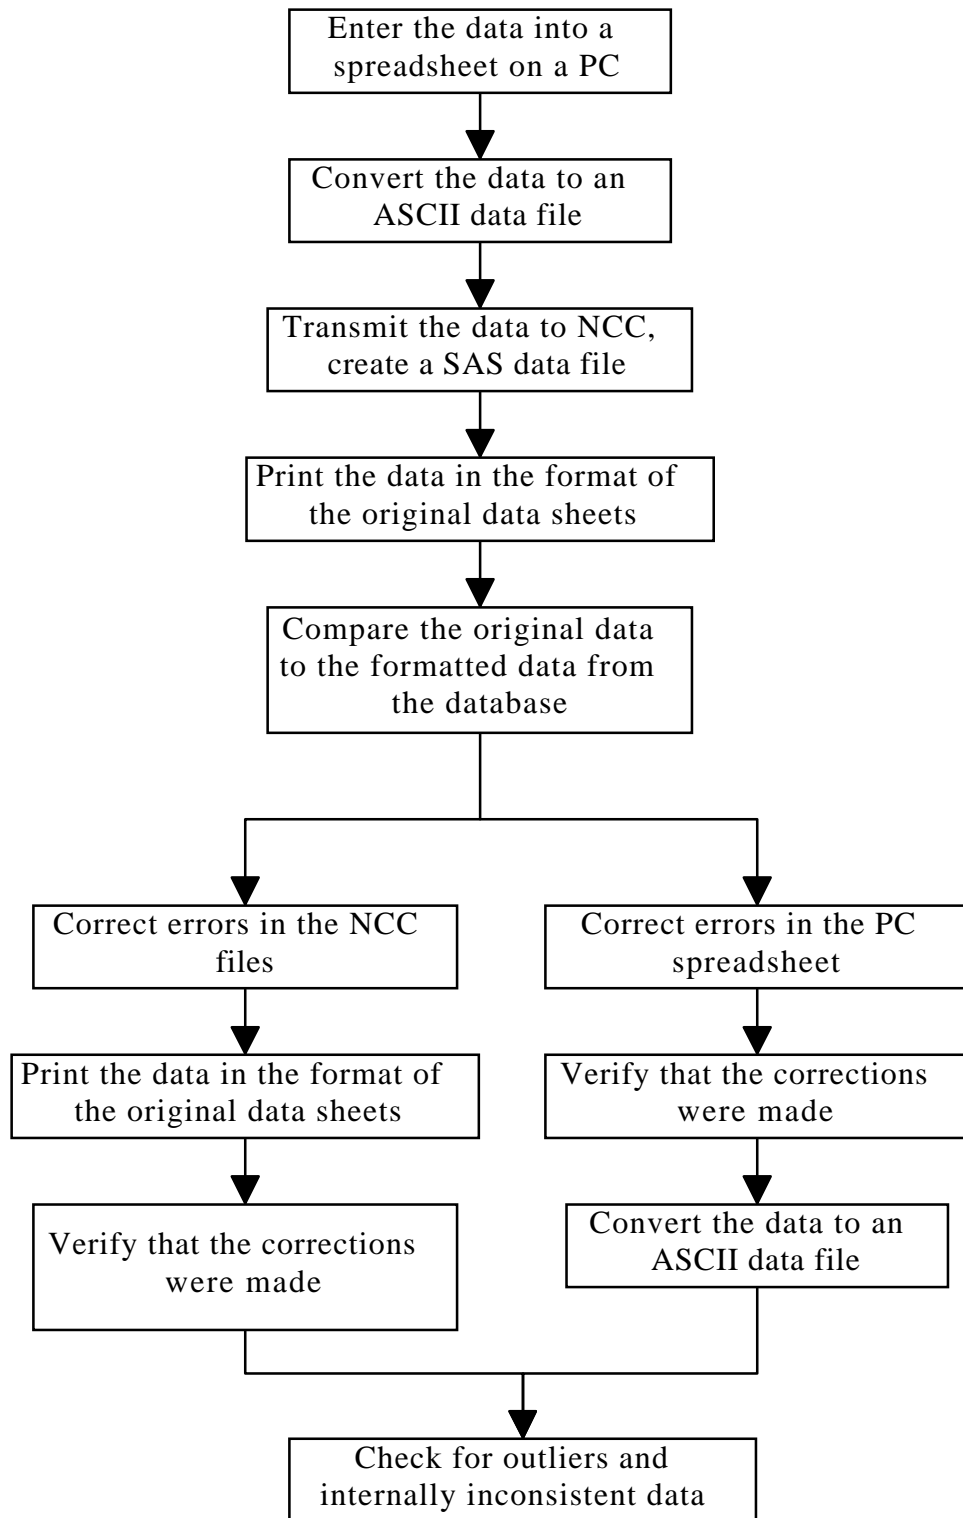 Enter the data into a
spreadsheet on a PC
Convert the data to an
ASCII data file
Transmit the data to NCC,
create a SAS data file
Print the data in the format of
the original data sheets
Compare the original data
to the formatted data from
the database
Correct errors in the NCC
files
Print the data in the format of
the original data sheets
Verify that the corrections
were made
Correct errors in the PC
spreadsheet
Verify that the corrections
were made
Convert the data to an
ASCII data file
Check for outliers and
internally inconsistent data